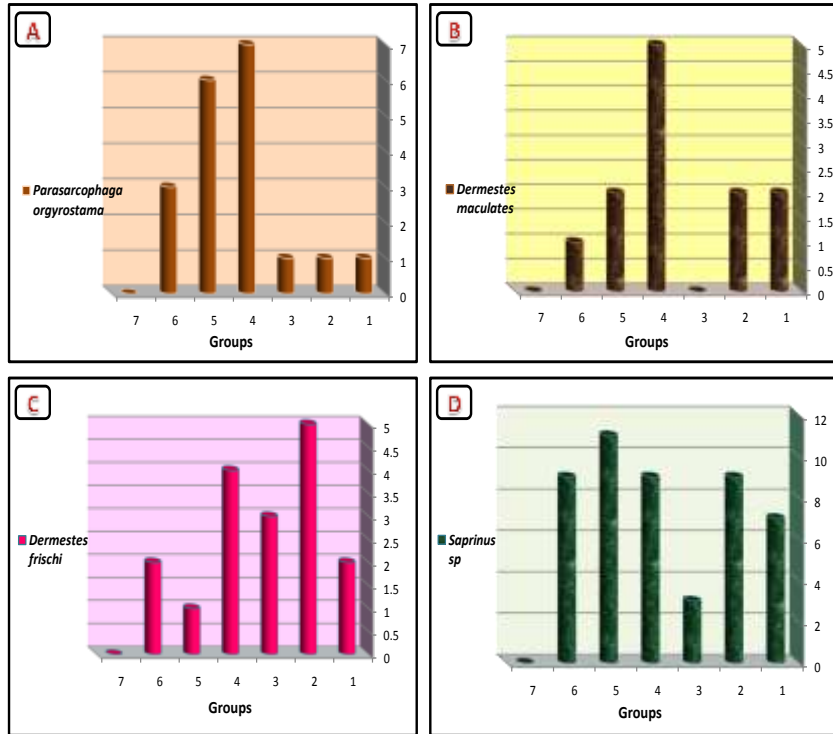 A
7
6
5
4
3
2
1
0
Parasarcophaga
orgyrostama
7 6 5 4 3 2 1
Groups
B
5
4.5
4
3.5
3
2.5
2
1.5
1
0.5
0
Dermestes
maculates
7 6 5 4 3 2 1
Groups
C
5
4.5
4
3.5
3
2.5
2
1.5
1
0.5
0
Dermestes
frischi
7 6 5 4 3 2 1
Groups
D
12
10
8
6
4
2
0
Saprinus
sp
7 6 5 4 3 2 1
Groups